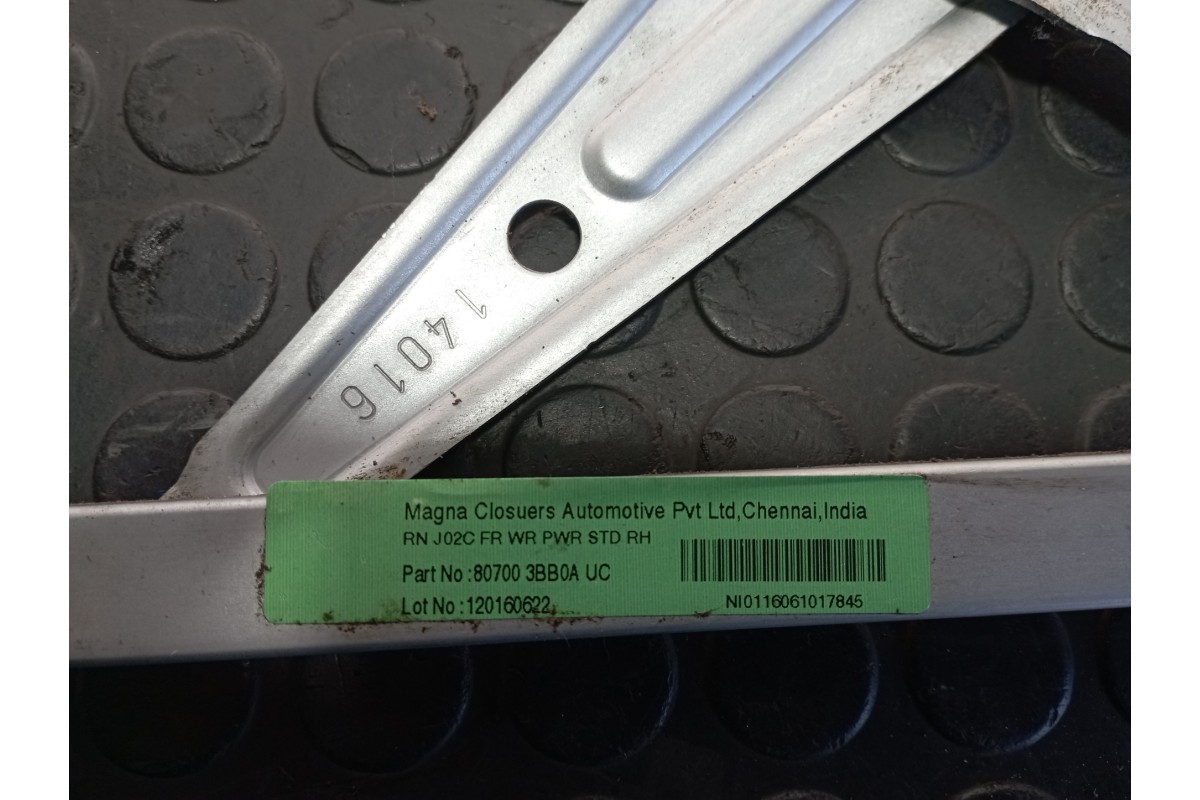 14016
Magna Closuers Automotive Pvt Ltd,Chennai,India
RN J02C FR WR PWR STD RH
Part No :80700 3BB0A UC
Lot No :120160622
NI0116061017845